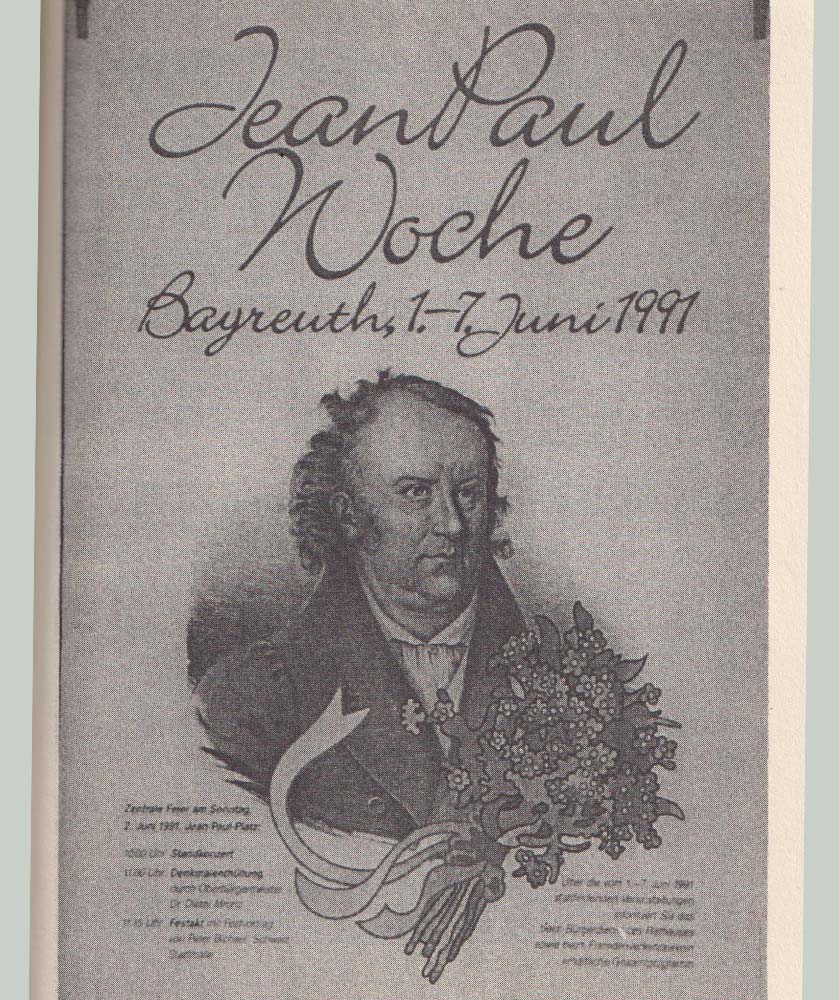 Jean Paul
Woche
Bayreuth, 1.–7. Juni 1991
Zentrale Feier am Sonntag,
2. Juni 1991, Jean-Paul-Platz:
10.00 Uhr Standkonzert
11.00 Uhr Denkmalenthüllung
durch Oberbürgermeister
Dr. Dieter Mronz
11.15 Uhr Festakt mit Festvortrag
von Peter Bichsel, Schweiz
Stadthalle
Über die vom 1.–7. Juni 1991
stattfindenden Veranstaltungen
informiert Sie das
des Rathauses
sowie beim Fremdenverkehrsverein
erhältliche Gesamtprogramm